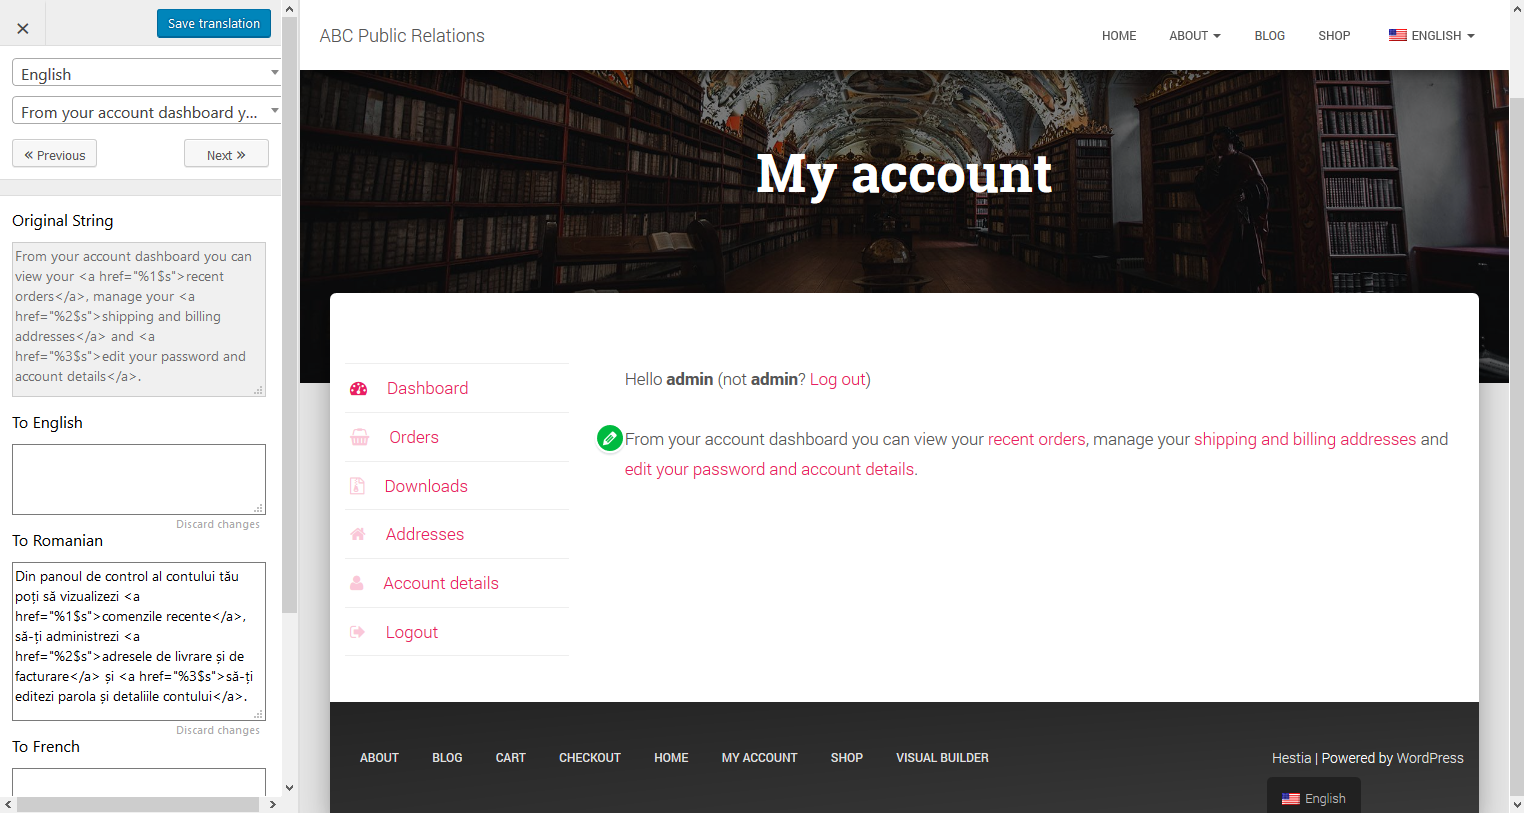 Save translation
English
From your account dashboard y...
« Previous
Next »
Original String
From your account dashboard you can
view your <a href="%1$s">recent
orders</a>, manage your <a
href="%2$s">shipping and billing
addresses</a> and <a
href="%3$s">edit your password and
account details</a>.
To English
Discard changes
To Romanian
Din panoul de control al contului tău
poți să vizualizezi <a
href="%1$s">comenzile recente</a>,
să-ți administrezi <a
href="%2$s">adresele de livrare și de
facturare</a> și <a href="%3$s">să-ți
editezi parola și detaliile contului</a>.
Discard changes
To French
ABC Public Relations
HOME ABOUT BLOG SHOP ENGLISH
My account
Dashboard
Orders
Downloads
Addresses
Account details
Logout
Hello admin (not admin? Log out)
From your account dashboard you can view your recent orders, manage your shipping and billing addresses and
edit your password and account details.
ABOUT BLOG CART CHECKOUT HOME MY ACCOUNT SHOP VISUAL BUILDER
Hestia | Powered by WordPress
English